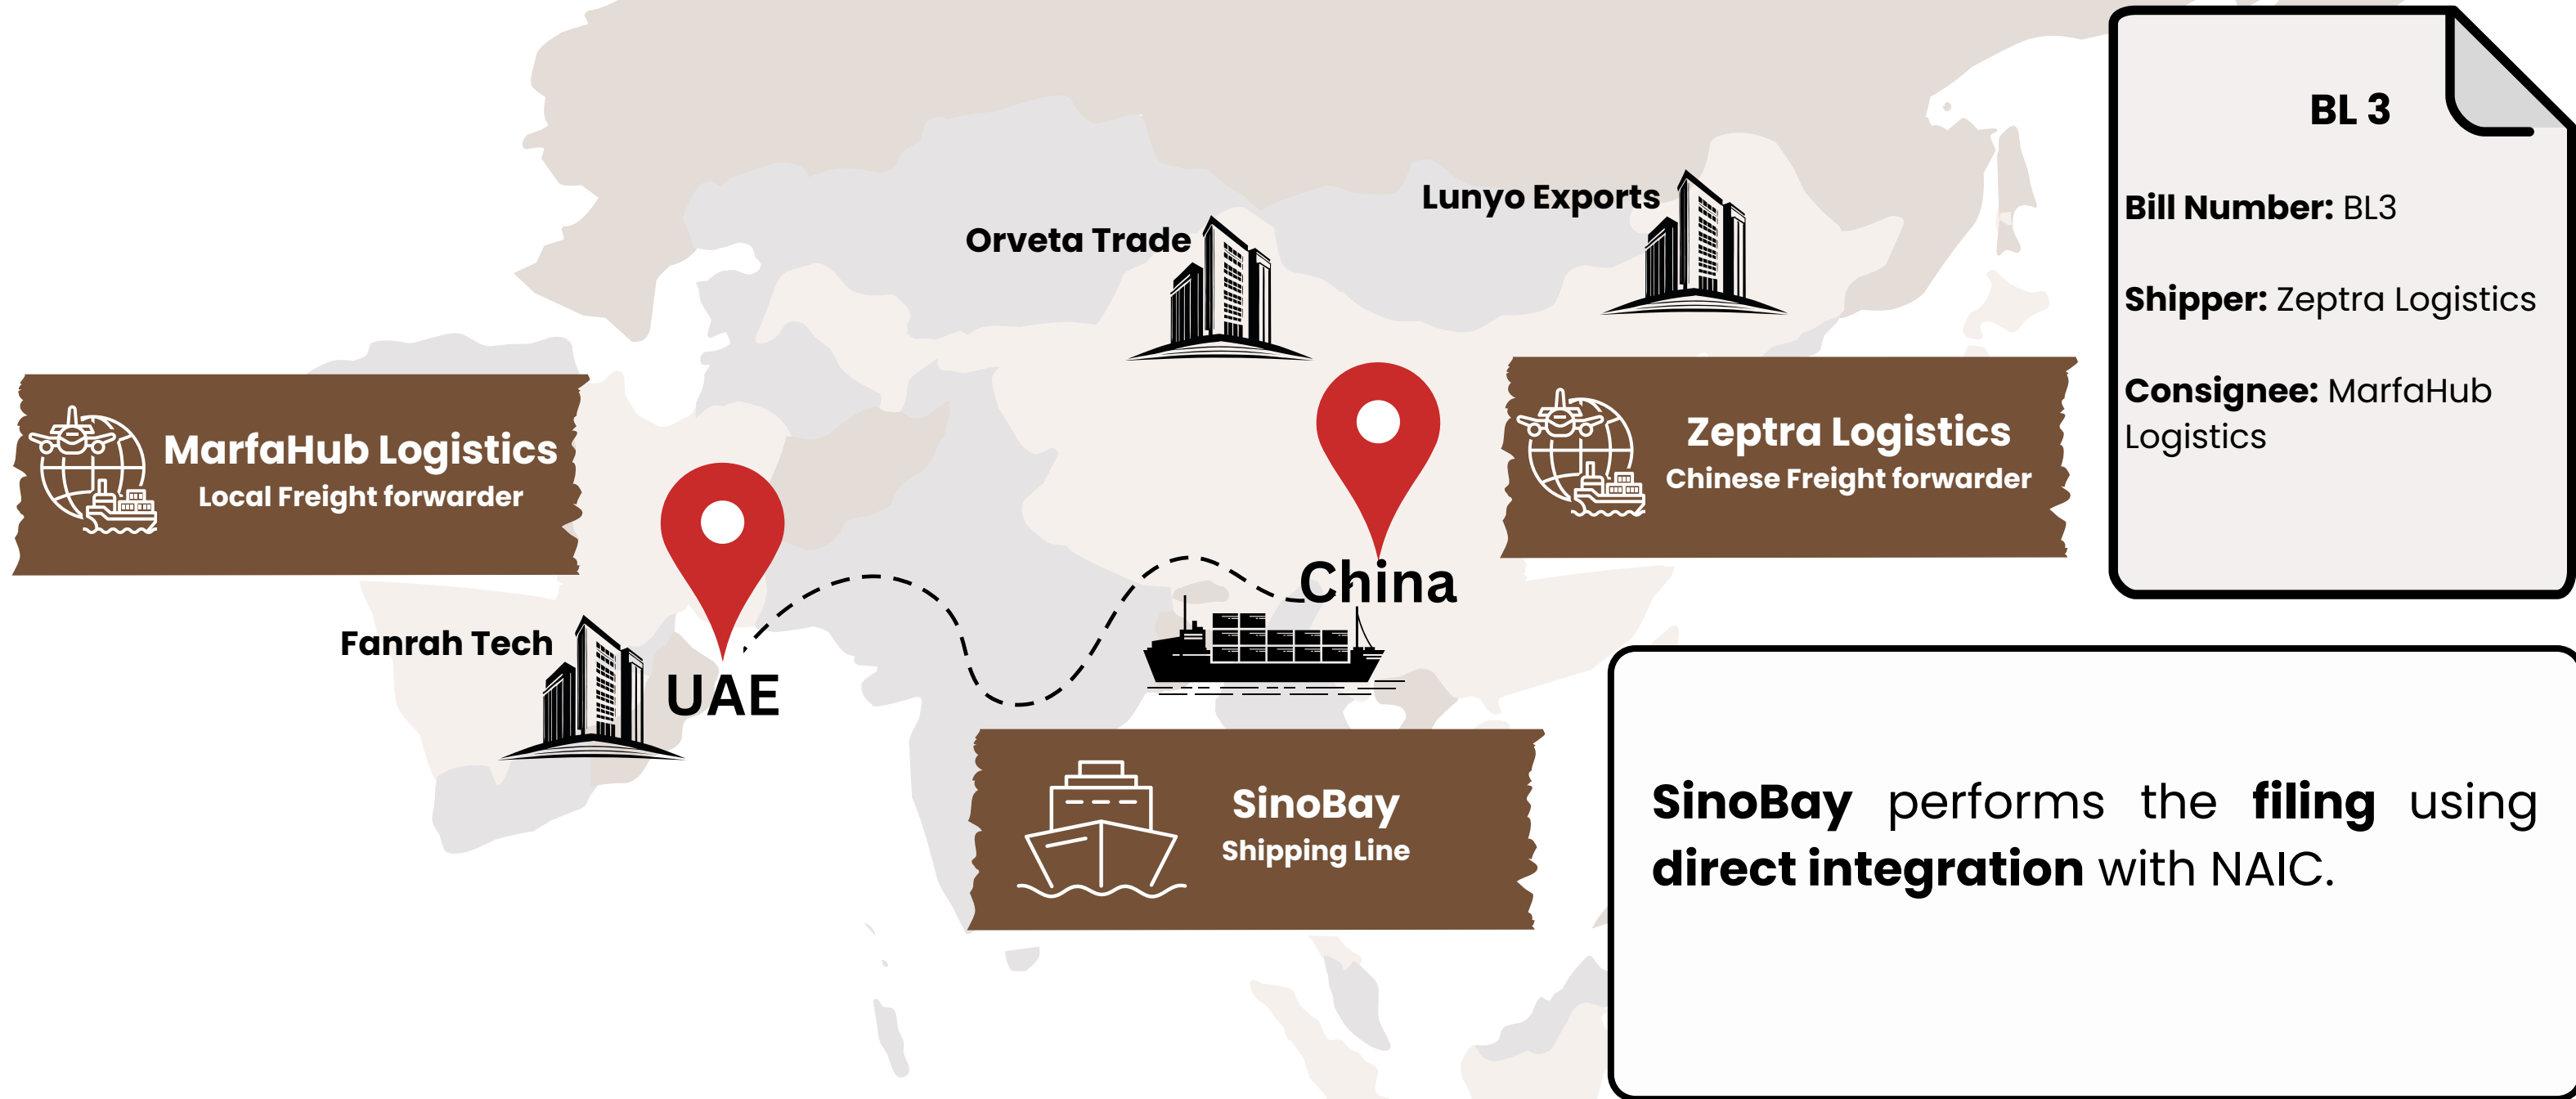 BL 3
Bill Number: BL3
Shipper: Zeptra Logistics
Consignee: MarfaHub
Logistics
Lunyo Exports
Orveta Trade
MarfaHub Logistics
Local Freight forwarder
Zeptra Logistics
Chinese Freight forwarder
China
Fanrah Tech
UAE
SinoBay
Shipping Line
SinoBay performs the filing using
direct integration with NAIC.